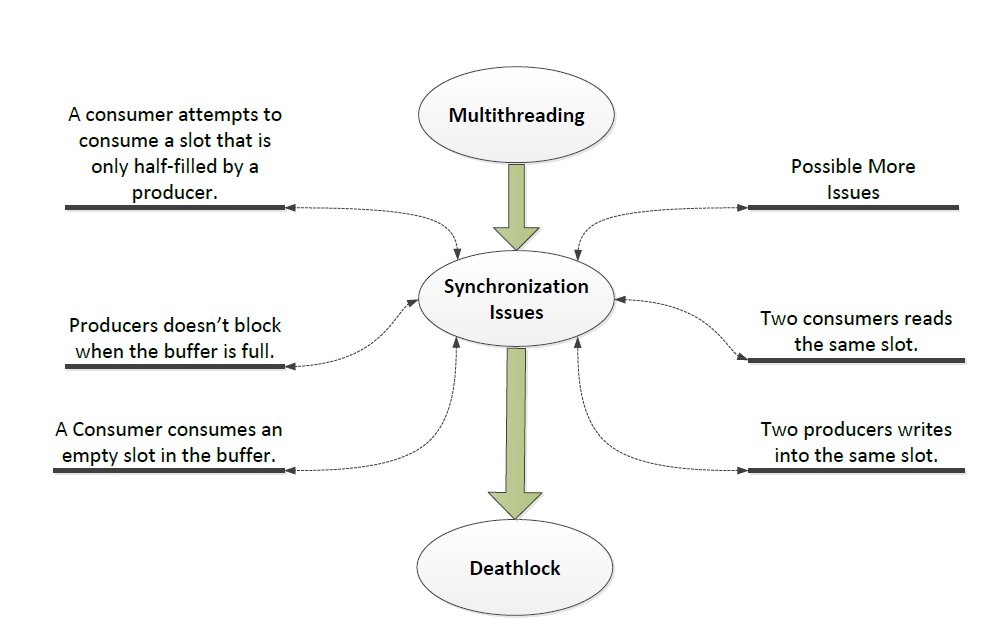 Multithreading
A consumer attempts to
consume a slot that is
only half-filled by a
producer.
Possible More
Issues
Synchronization
Issues
Producers doesn't block
when the buffer is full.
Two consumers reads
the same slot.
A Consumer consumes an
empty slot in the buffer.
Two producers writes
into the same slot.
Deathlock